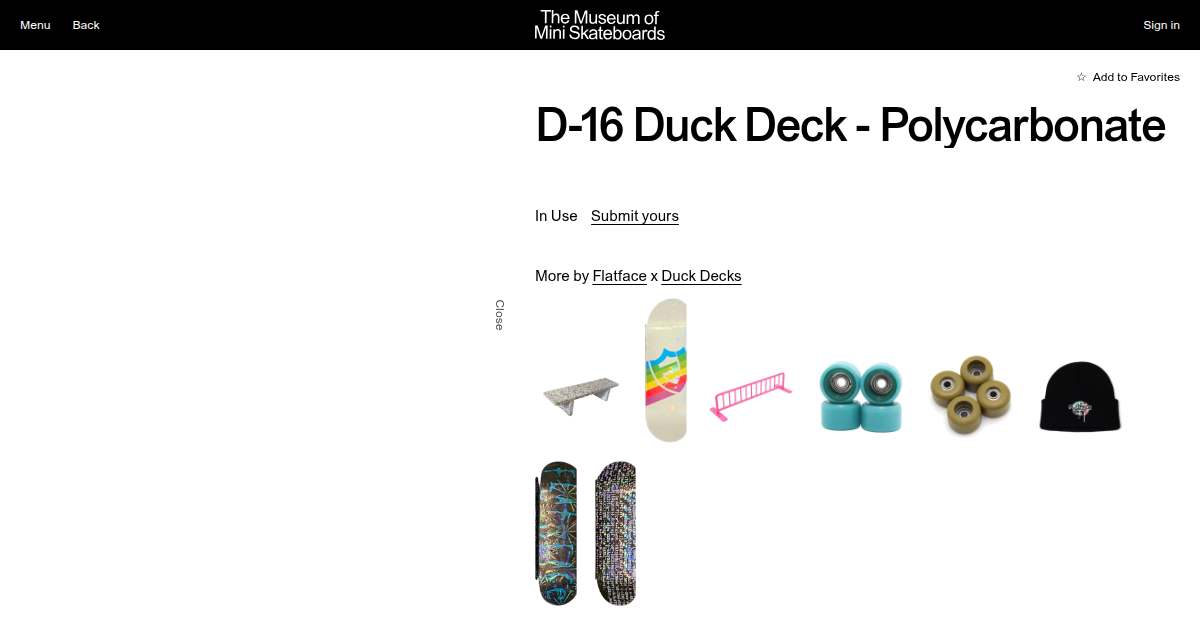 Menu
Back
The Museum of
Mini Skateboards
Sign in
☆ Add to Favorites
D-16 Duck Deck - Polycarbonate
In Use Submit yours
More by Flatface x Duck Decks
Close